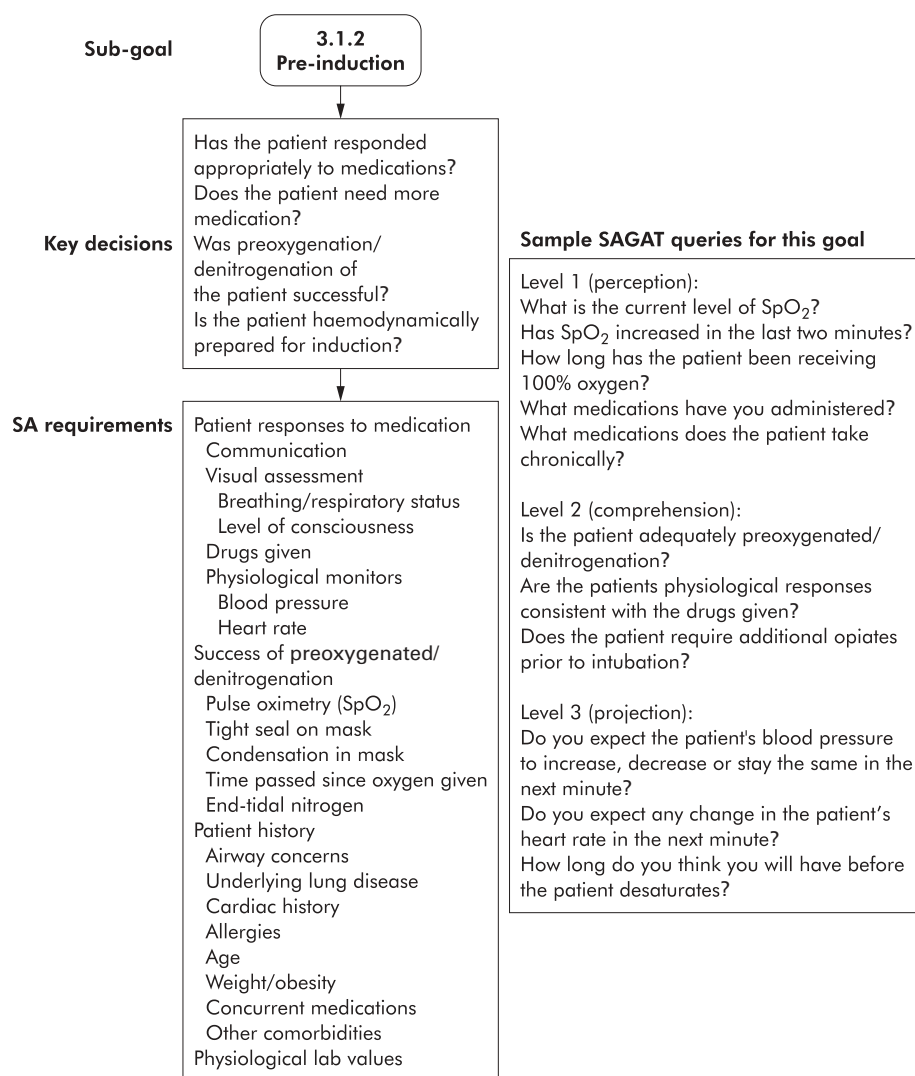 Sub-goal
3.1.2
Pre-induction
Key decisions
Has the patient responded
appropriately to medications?
Does the patient need more
medication?
Was preoxygenation/
denitrogenation of
the patient successful?
Is the patient haemodynamically
prepared for induction?
SA requirements
Patient responses to medication
Communication
Visual assessment
Breathing/respiratory status
Level of consciousness
Drugs given
Physiological monitors
Blood pressure
Heart rate
Success of preoxygenated/
denitrogenation
Pulse oximetry (SpO₂)
Tight seal on mask
Condensation in mask
Time passed since oxygen given
End-tidal nitrogen
Patient history
Airway concerns
Underlying lung disease
Cardiac history
Allergies
Age
Weight/obesity
Concurrent medications
Other comorbidities
Physiological lab values
Sample SAGAT queries for this goal
Level 1 (perception):
What is the current level of SpO₂?
Has SpO₂ increased in the last two minutes?
How long has the patient been receiving
100% oxygen?
What medications have you administered?
What medications does the patient take
chronically?
Level 2 (comprehension):
Is the patient adequately preoxygenated/
denitrogenation?
Are the patients physiological responses
consistent with the drugs given?
Does the patient require additional opiates
prior to intubation?
Level 3 (projection):
Do you expect the patient's blood pressure
to increase, decrease or stay the same in the
next minute?
Do you expect any change in the patient’s
heart rate in the next minute?
How long do you think you will have before
the patient desaturates?